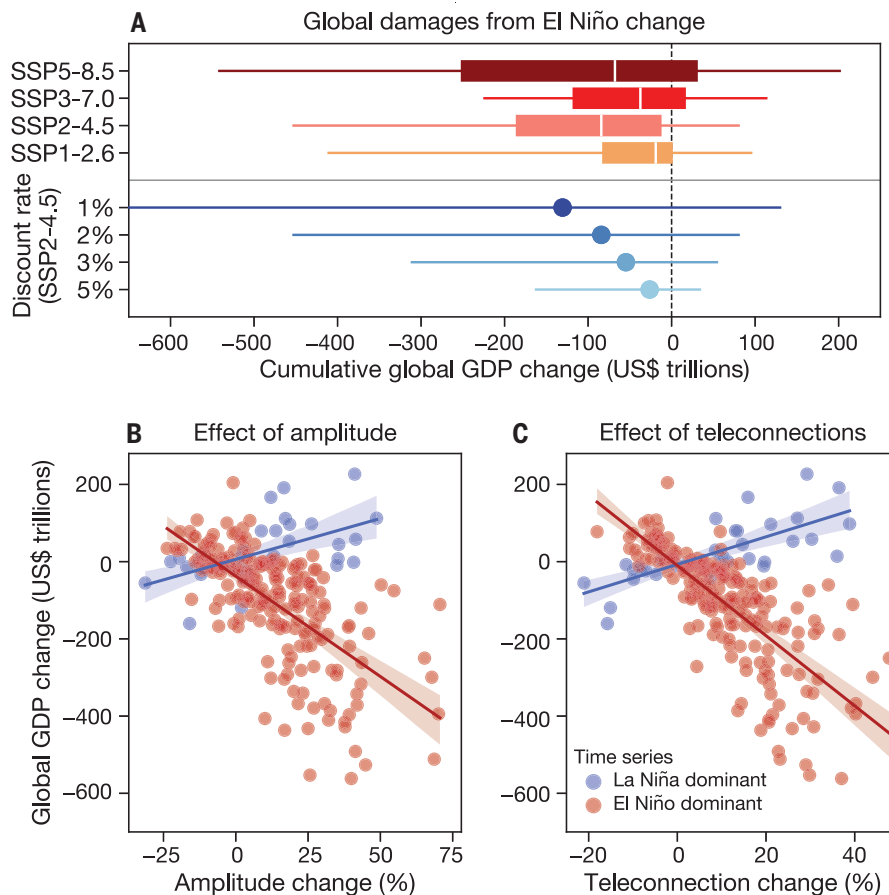 A
Global damages from El Niño change
SSP5-8.5
SSP3-7.0
SSP2-4.5
SSP1-2.6
Discount rate
(SSP2-4.5)
1%
2%
3%
5%
−600 −500 −400 −300 −200 −100 0 100 200
Cumulative global GDP change (US$ trillions)
B Effect of amplitude
Global GDP change (US$ trillions)
200
0
−200
−400
−600
−25 0 25 50 75
Amplitude change (%)
C Effect of teleconnections
200
0
−200
−400
−600
Time series
La Niña dominant
El Niño dominant
−20 0 20 40
Teleconnection change (%)